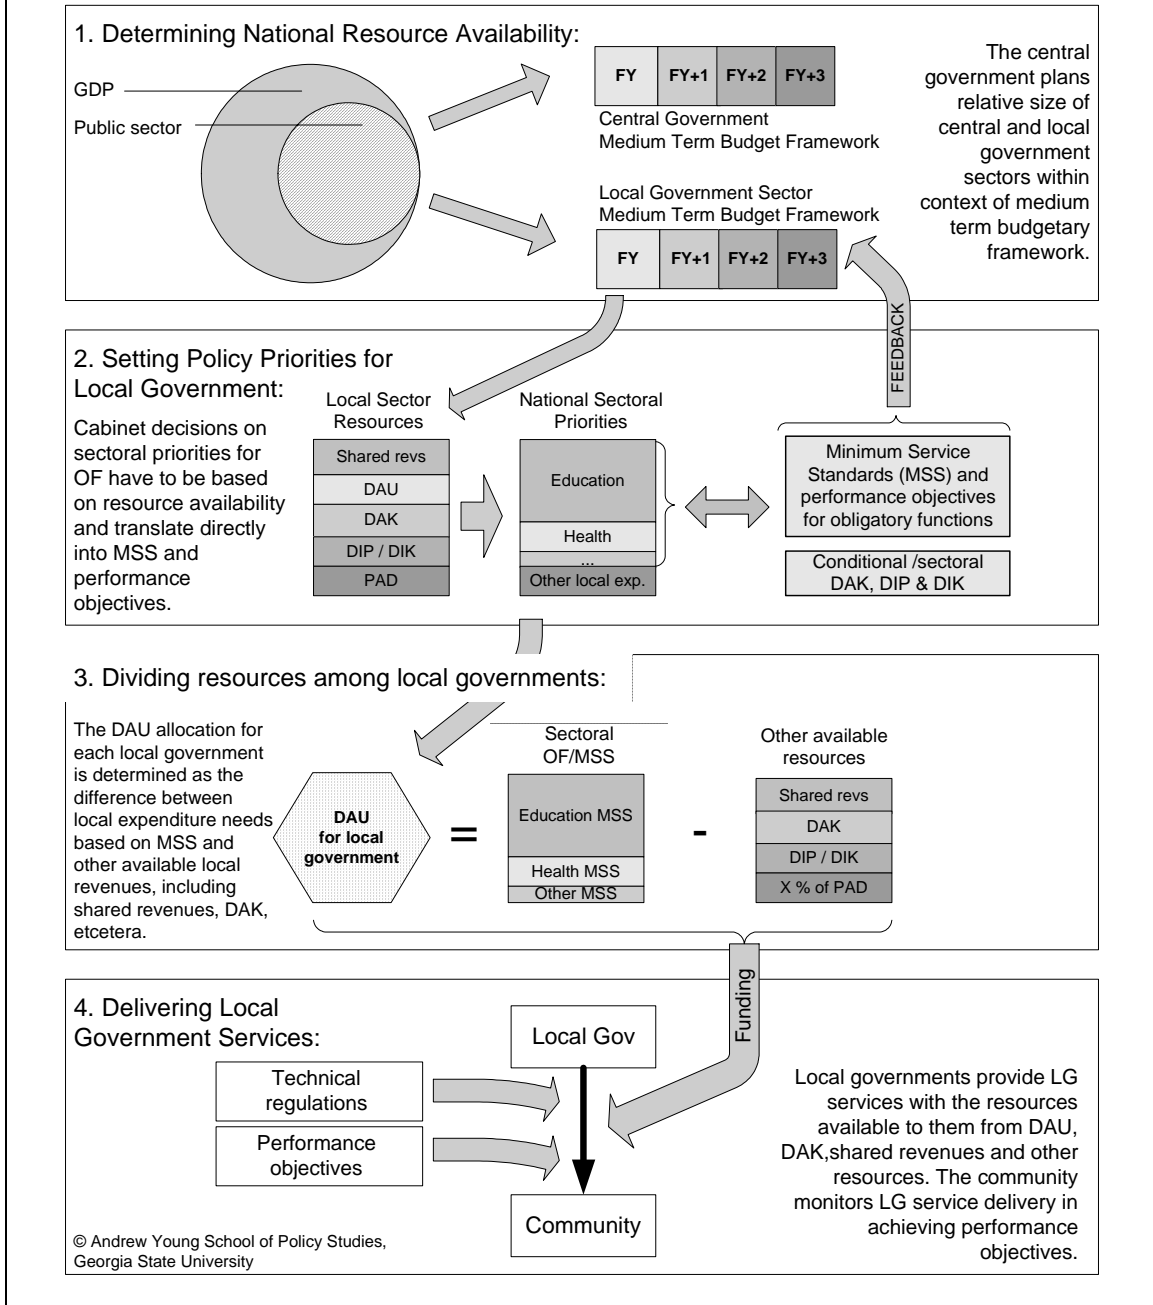 1. Determining National Resource Availability:
GDP
Public sector
FY FY+1 FY+2 FY+3
Central Government
Medium Term Budget Framework
Local Government Sector
Medium Term Budget Framework
FY FY+1 FY+2 FY+3
The central
government plans
relative size of
central and local
government
sectors within
context of medium
term budgetary
framework.
FEEDBACK
2. Setting Policy Priorities for
Local Government:
Cabinet decisions on
sectoral priorities for
OF have to be based
on resource availability
and translate directly
into MSS and
performance
objectives.
Local Sector
Resources
Shared revs
DAU
DAK
DIP / DIK
PAD
National Sectoral
Priorities
Education
Health
...
Other local exp.
Minimum Service
Standards (MSS) and
performance objectives
for obligatory functions
Conditional /sectoral
DAK, DIP & DIK
3. Dividing resources among local governments:
The DAU allocation for
each local government
is determined as the
difference between
local expenditure needs
based on MSS and
other available local
revenues, including
shared revenues, DAK,
etcetera.
DAU
for local
government
=
Sectoral
OF/MSS
Education MSS
Health MSS
Other MSS
-
Other available
resources
Shared revs
DAK
DIP / DIK
X % of PAD
Funding
4. Delivering Local
Government Services:
Technical
regulations
Performance
objectives
Local Gov
Community
Local governments provide LG
services with the resources
available to them from DAU,
DAK,shared revenues and other
resources. The community
monitors LG service delivery in
achieving performance
objectives.
© Andrew Young School of Policy Studies,
Georgia State University